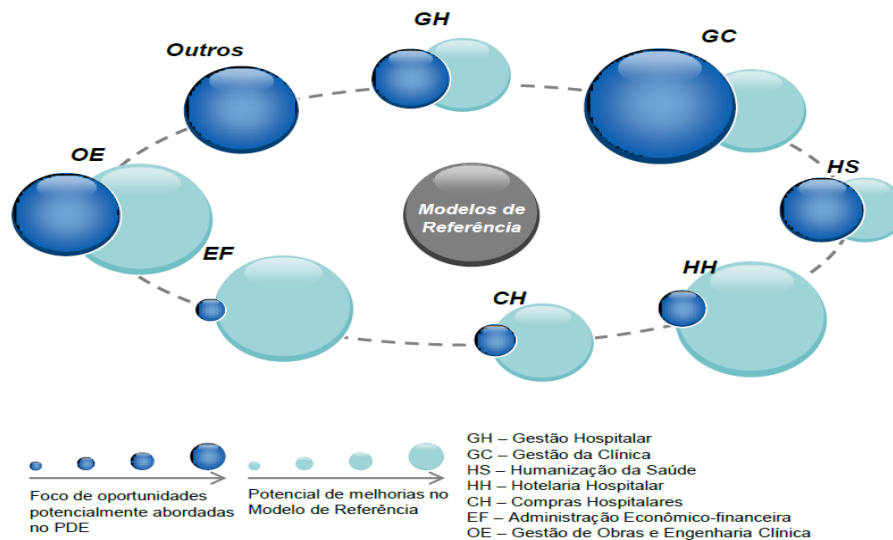 GH
GC
Outros
OE
HS
Modelos de
Referência
EF
HH
CH
Foco de oportunidades
potencialmente abordadas
no PDE
Potencial de melhorias no
Modelo de Referência
GH – Gestão Hospitalar
GC – Gestão da Clínica
HS – Humanização da Saúde
HH – Hotelaria Hospitalar
CH – Compras Hospitalares
EF – Administração Econômico-financeira
OE – Gestão de Obras e Engenharia Clínica